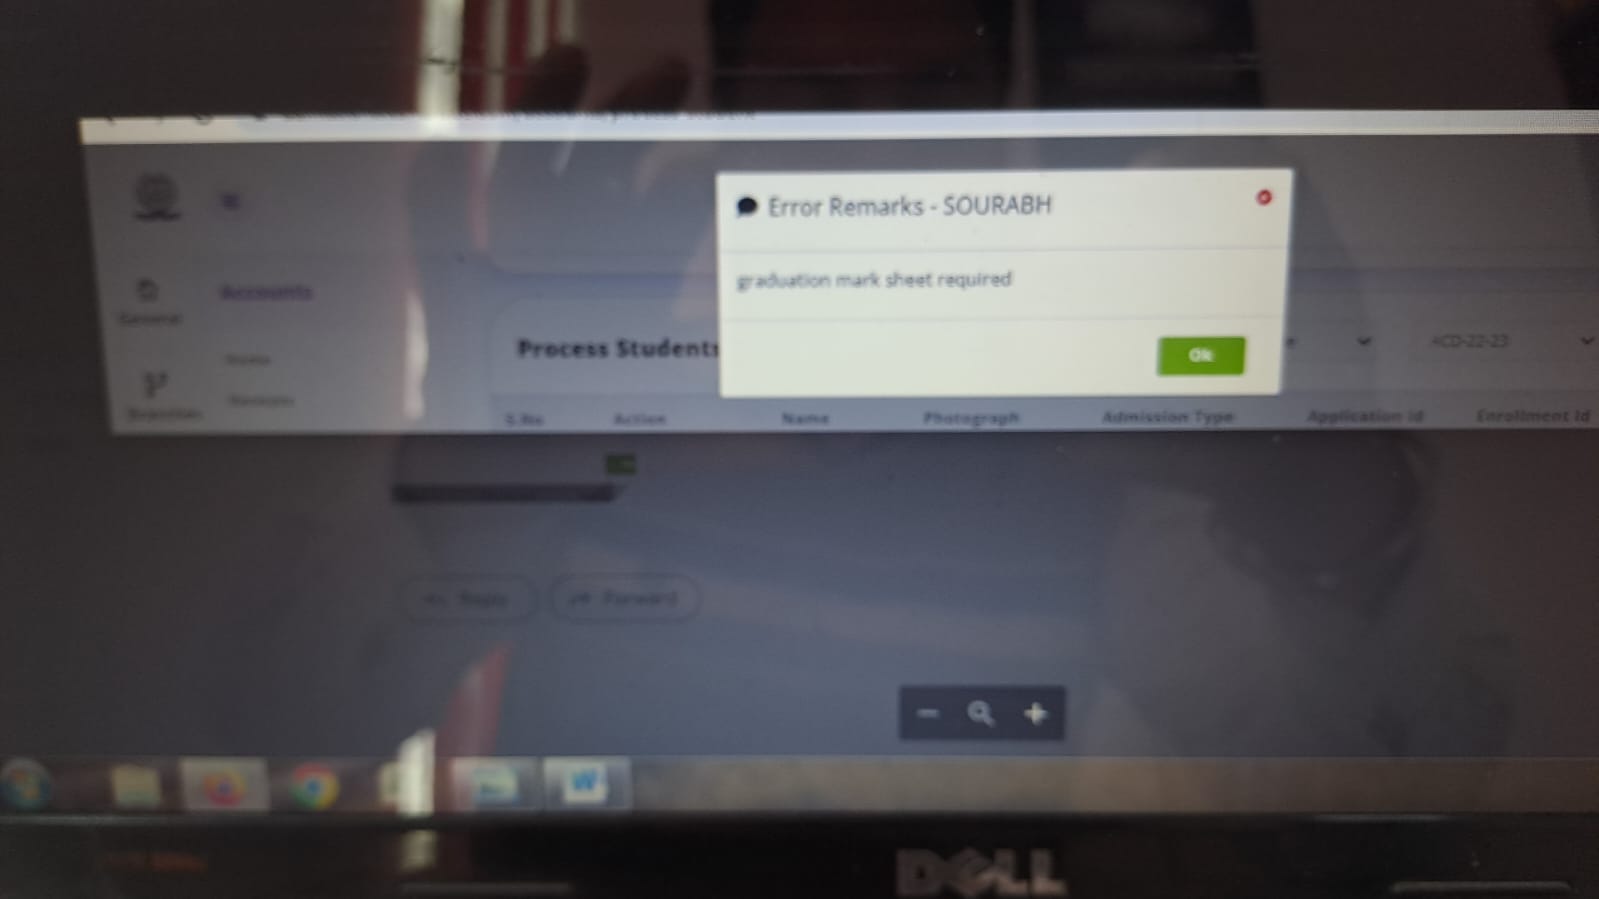 Error Remarks - SOURABH
graduation mark sheet required
Ok
General
Accounts
Process Students
ACD-22-23
S.No Action Name Photograph Admission Type Application Id Enrollment Id
Reply Forward
W
DELL